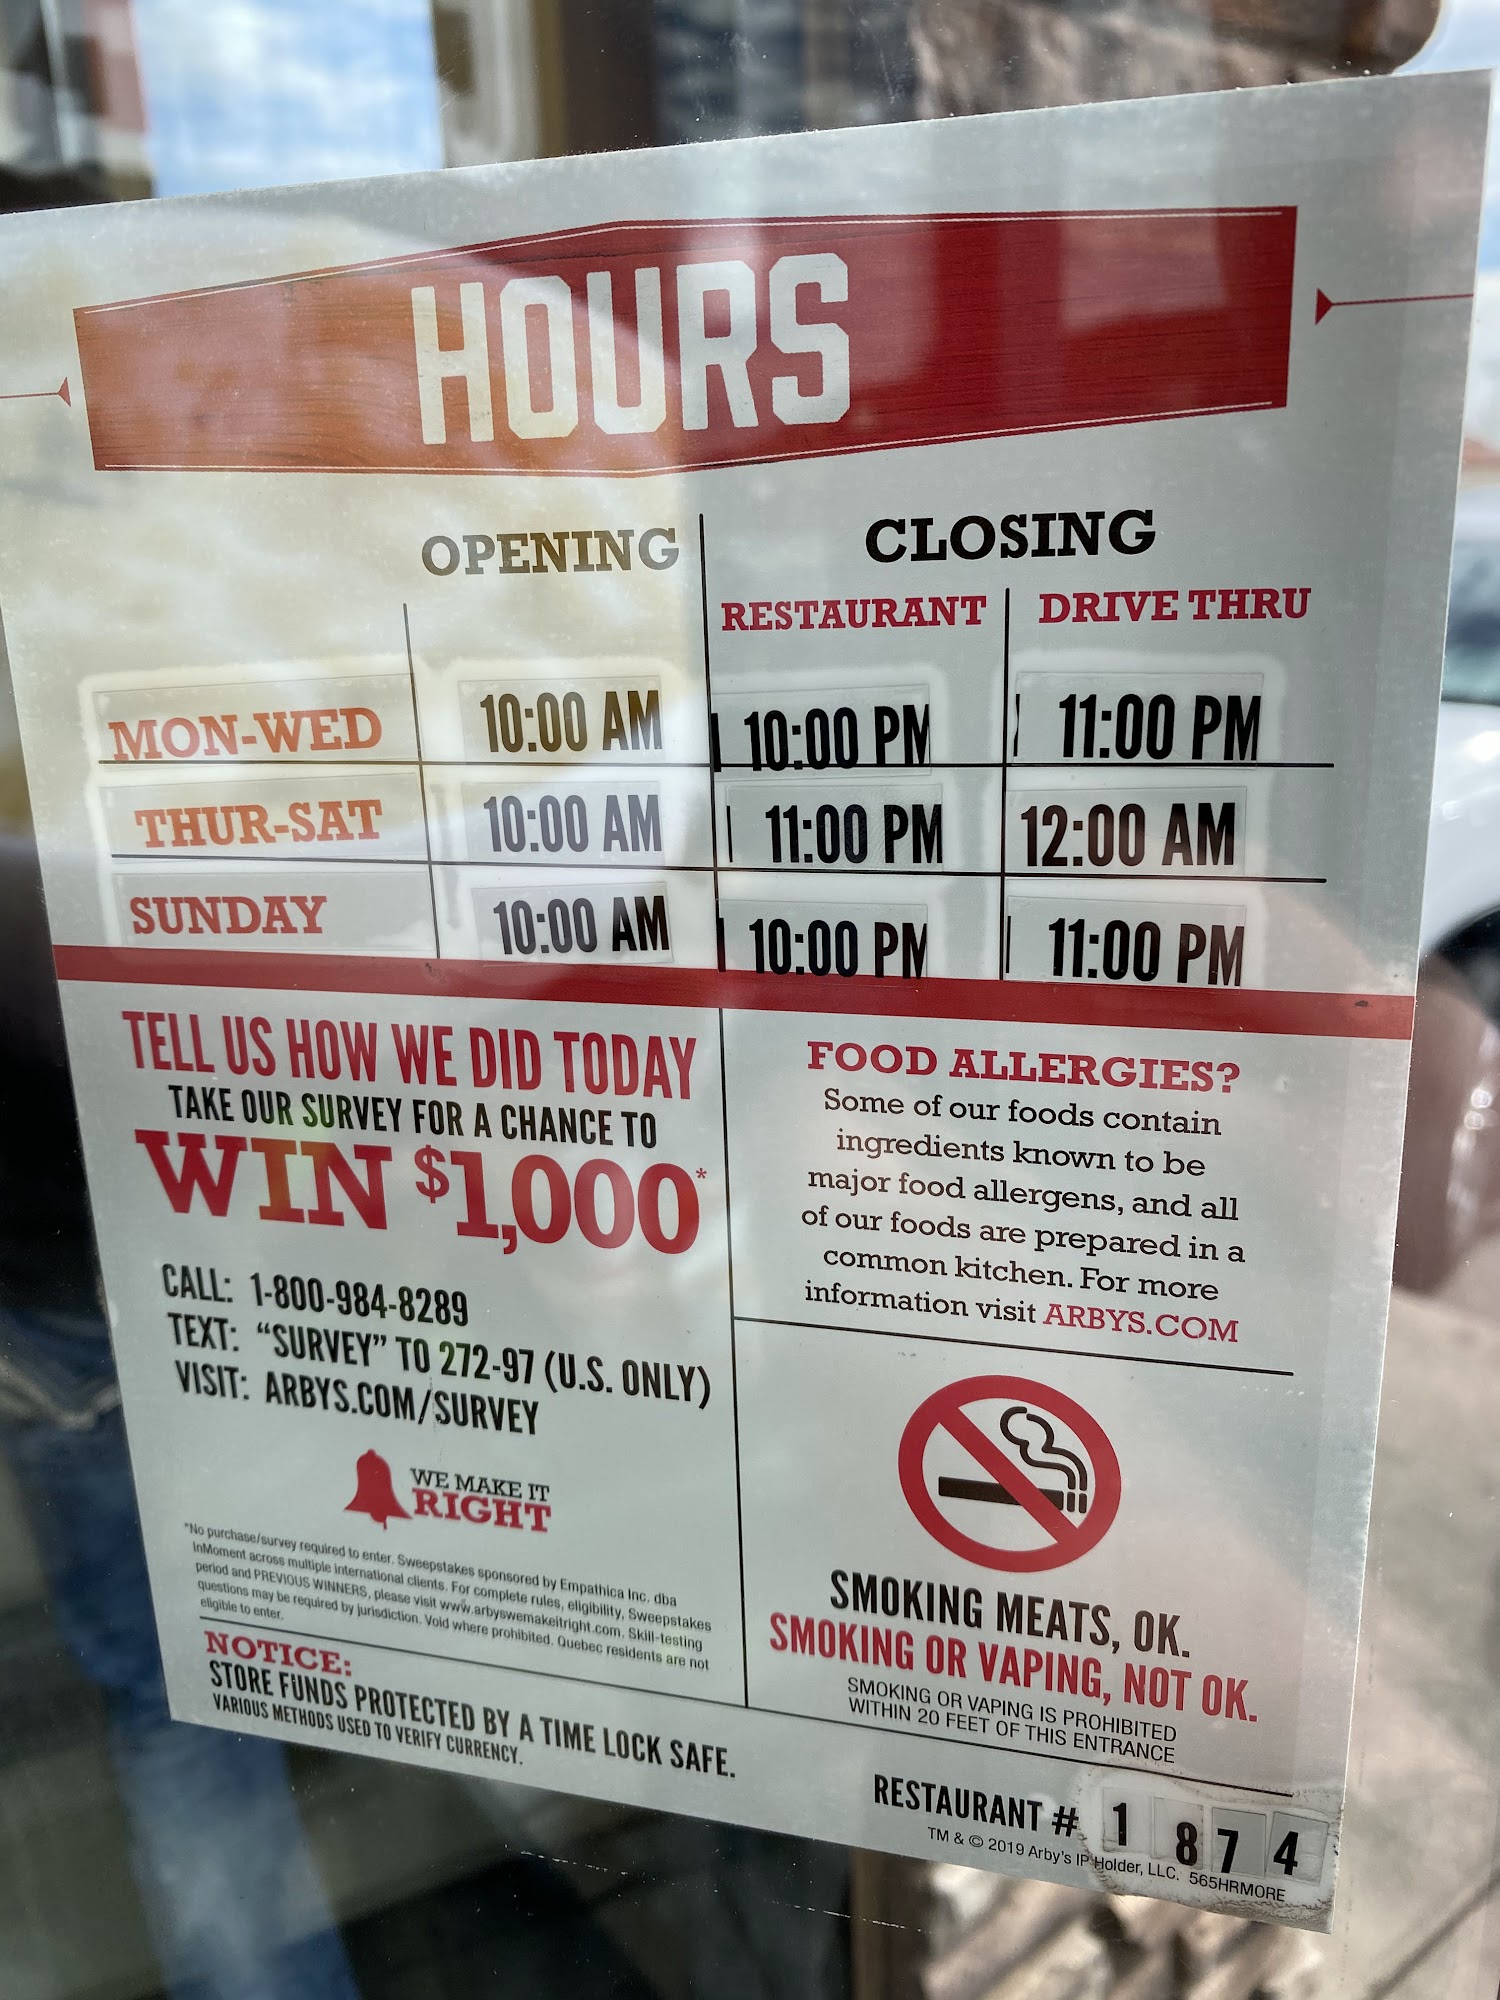 HOURS
OPENING
CLOSING
RESTAURANT DRIVE THRU
MON-WED 10:00 AM 10:00 PM 11:00 PM
THUR-SAT 10:00 AM 11:00 PM 12:00 AM
SUNDAY 10:00 AM 10:00 PM 11:00 PM
TELL US HOW WE DID TODAY
TAKE OUR SURVEY FOR A CHANCE TO
WIN $1,000*
CALL: 1-800-984-8289
TEXT: “SURVEY” TO 272-97 (U.S. ONLY)
VISIT: ARBYS.COM/SURVEY
WE MAKE IT
RIGHT
*No purchase/survey required to enter. Sweepstakes sponsored by Empathica Inc. dba
InMoment across multiple international clients. For complete rules, eligibility, Sweepstakes
period and PREVIOUS WINNERS, please visit www.arbyswemakeitright.com. Skill-testing
questions may be required by jurisdiction. Void where prohibited. Quebec residents are not
eligible to enter.
NOTICE:
STORE FUNDS PROTECTED BY A TIME LOCK SAFE.
VARIOUS METHODS USED TO VERIFY CURRENCY.
FOOD ALLERGIES?
Some of our foods contain
ingredients known to be
major food allergens, and all
of our foods are prepared in a
common kitchen. For more
information visit ARBYS.COM
SMOKING MEATS, OK.
SMOKING OR VAPING, NOT OK.
SMOKING OR VAPING IS PROHIBITED
WITHIN 20 FEET OF THIS ENTRANCE
RESTAURANT # 1 8 7 4
TM & © 2019 Arby's IP Holder, LLC. 565HRMORE